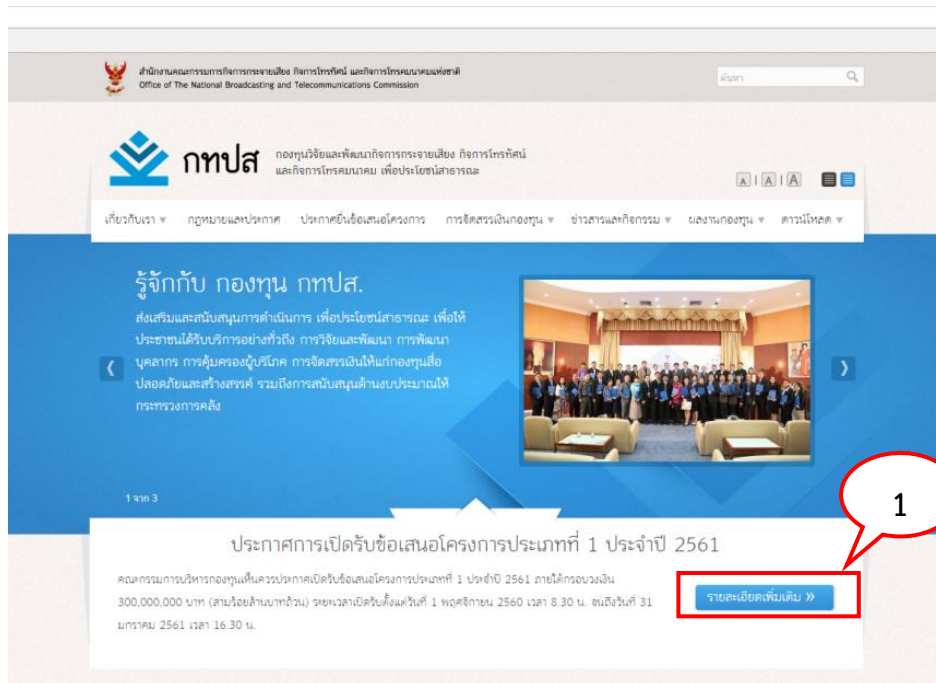 สำนักงานคณะกรรมการกิจการกระจายเสียง กิจการโทรทัศน์ และกิจการโทรคมนาคมแห่งชาติ
Office of The National Broadcasting and Telecommunications Commission
ค้นหา
กทปส
กองทุนวิจัยและพัฒนากิจการกระจายเสียง กิจการโทรทัศน์
และกิจการโทรคมนาคม เพื่อประโยชน์สาธารณะ
A | A | A
เกี่ยวกับเรา กฎหมายและประกาศ ประกาศยื่นข้อเสนอโครงการ การจัดสรรเงินกองทุน ข่าวสารและกิจกรรม ผลงานกองทุน ดาวน์โหลด
รู้จักกับ กองทุน กทปส.
ส่งเสริมและสนับสนุนการดำเนินการ เพื่อประโยชน์สาธารณะ เพื่อให้
ประชาชนได้รับบริการอย่างทั่วถึง การวิจัยและพัฒนา การพัฒนา
บุคลากร การคุ้มครองผู้บริโภค การจัดสรรเงินให้แก่กองทุนสื่อ
ปลอดภัยและสร้างสรรค์ รวมถึงการสนับสนุนด้านงบประมาณให้
กระทรวงการคลัง
1 จาก 3
1
ประกาศการเปิดรับข้อเสนอโครงการประเภทที่ 1 ประจำปี 2561
คณะกรรมการบริหารกองทุนเห็นควรประกาศเปิดรับข้อเสนอโครงการประเภทที่ 1 ประจำปี 2561 ภายใต้กรอบวงเงิน
300,000,000 บาท (สามร้อยล้านบาทถ้วน) ระยะเวลาเปิดรับตั้งแต่วันที่ 1 พฤศจิกายน 2560 เวลา 8.30 น. จนถึงวันที่ 31
มกราคม 2561 เวลา 16.30 น.
รายละเอียดเพิ่มเติม »